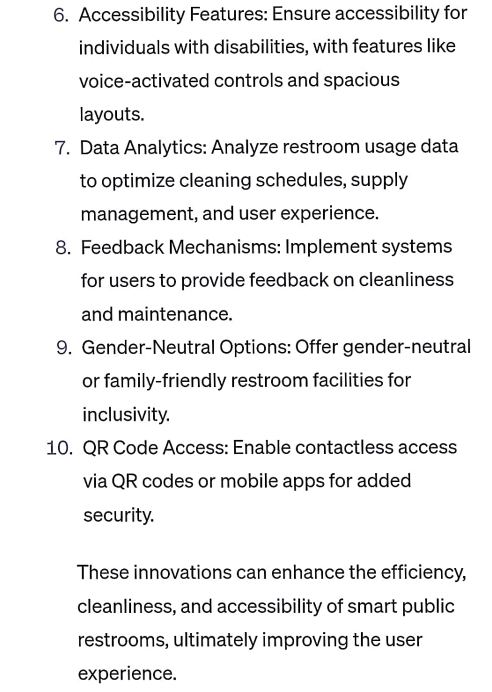 6. Accessibility Features: Ensure accessibility for
individuals with disabilities, with features like
voice-activated controls and spacious
layouts.
7. Data Analytics: Analyze restroom usage data
to optimize cleaning schedules, supply
management, and user experience.
8. Feedback Mechanisms: Implement systems
for users to provide feedback on cleanliness
and maintenance.
9. Gender-Neutral Options: Offer gender-neutral
or family-friendly restroom facilities for
inclusivity.
10. QR Code Access: Enable contactless access
via QR codes or mobile apps for added
security.
These innovations can enhance the efficiency,
cleanliness, and accessibility of smart public
restrooms, ultimately improving the user
experience.